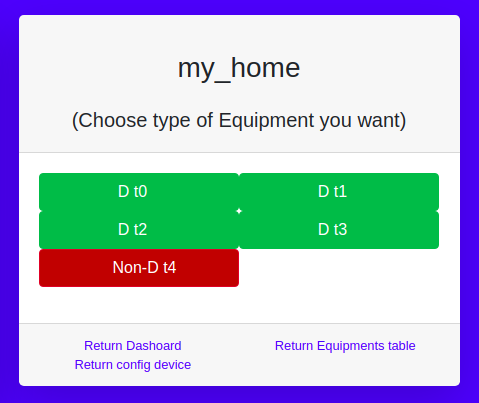 my_home
(Choose type of Equipment you want)
D t0
D t1
D t2
D t3
Non-D t4
Return Dashoard
Return Equipments table
Return config device